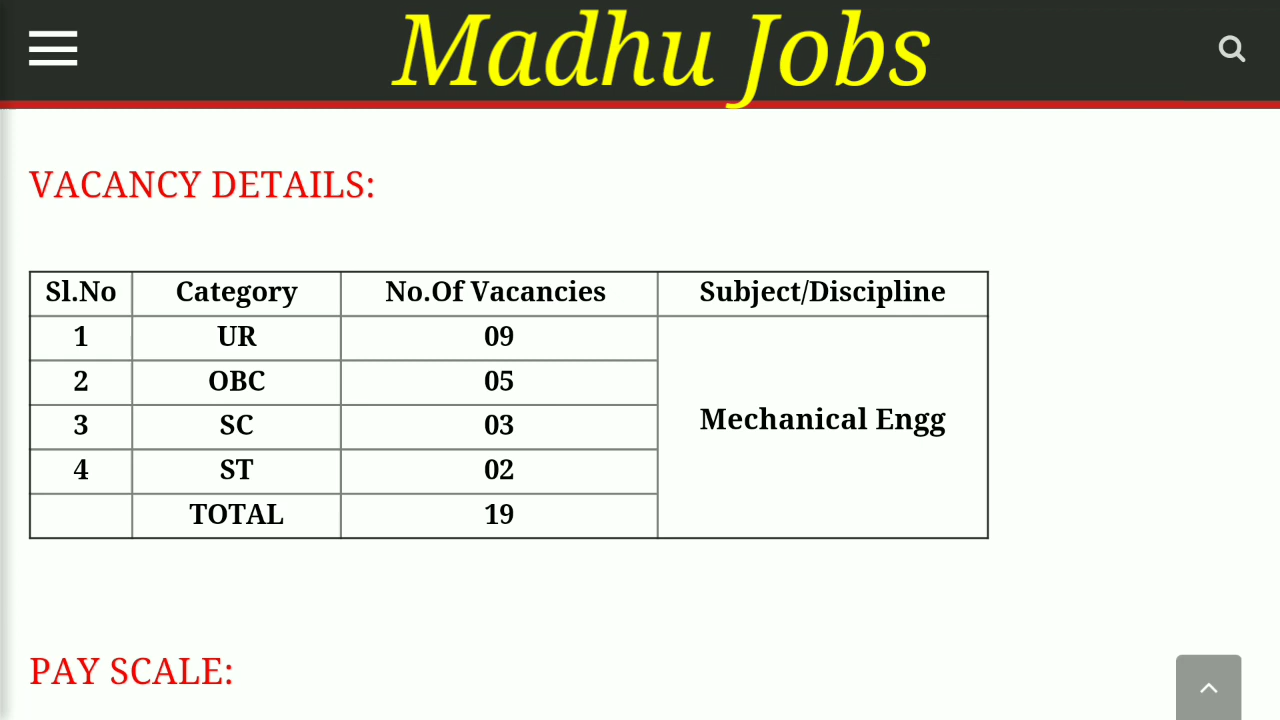 Madhu Jobs
VACANCY DETAILS:
Sl.No Category No.Of Vacancies Subject/Discipline
1 UR 09
2 OBC 05
3 SC 03
Mechanical Engg
4 ST 02
TOTAL 19
PAY SCALE: